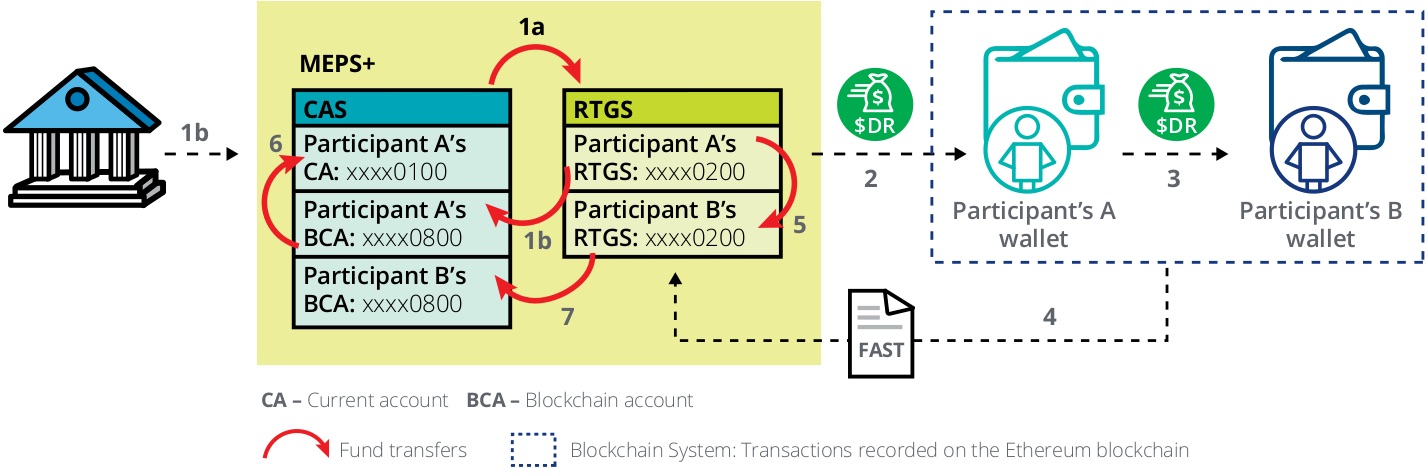 1a
MEPS+
1b
CAS
Participant A's
CA: xxxx0100
Participant A's
BCA: xxxx0800
Participant B's
BCA: xxxx0800
6
RTGS
Participant A's
RTGS: xxxx0200
Participant B's
RTGS: xxxx0200
1b
5
7
$
$DR
2
$
$DR
3
Participant's A
wallet
Participant's B
wallet
4
FAST
CA – Current account BCA – Blockchain account
Fund transfers
Blockchain System: Transactions recorded on the Ethereum blockchain